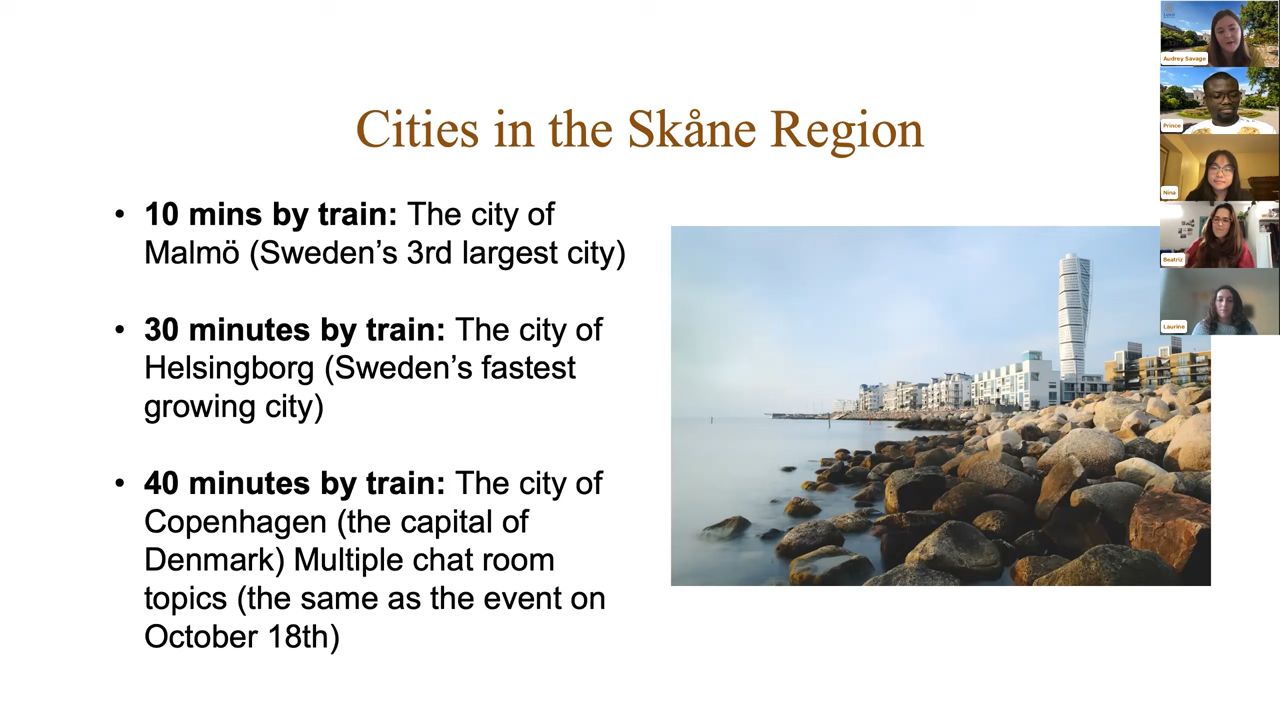 Cities in the Skåne Region
• 10 mins by train: The city of
Malmö (Sweden’s 3rd largest city)
• 30 minutes by train: The city of
Helsingborg (Sweden’s fastest
growing city)
• 40 minutes by train: The city of
Copenhagen (the capital of
Denmark) Multiple chat room
topics (the same as the event on
October 18th)
Audrey Savage
Prince
Nina
Beatriz
Laurine